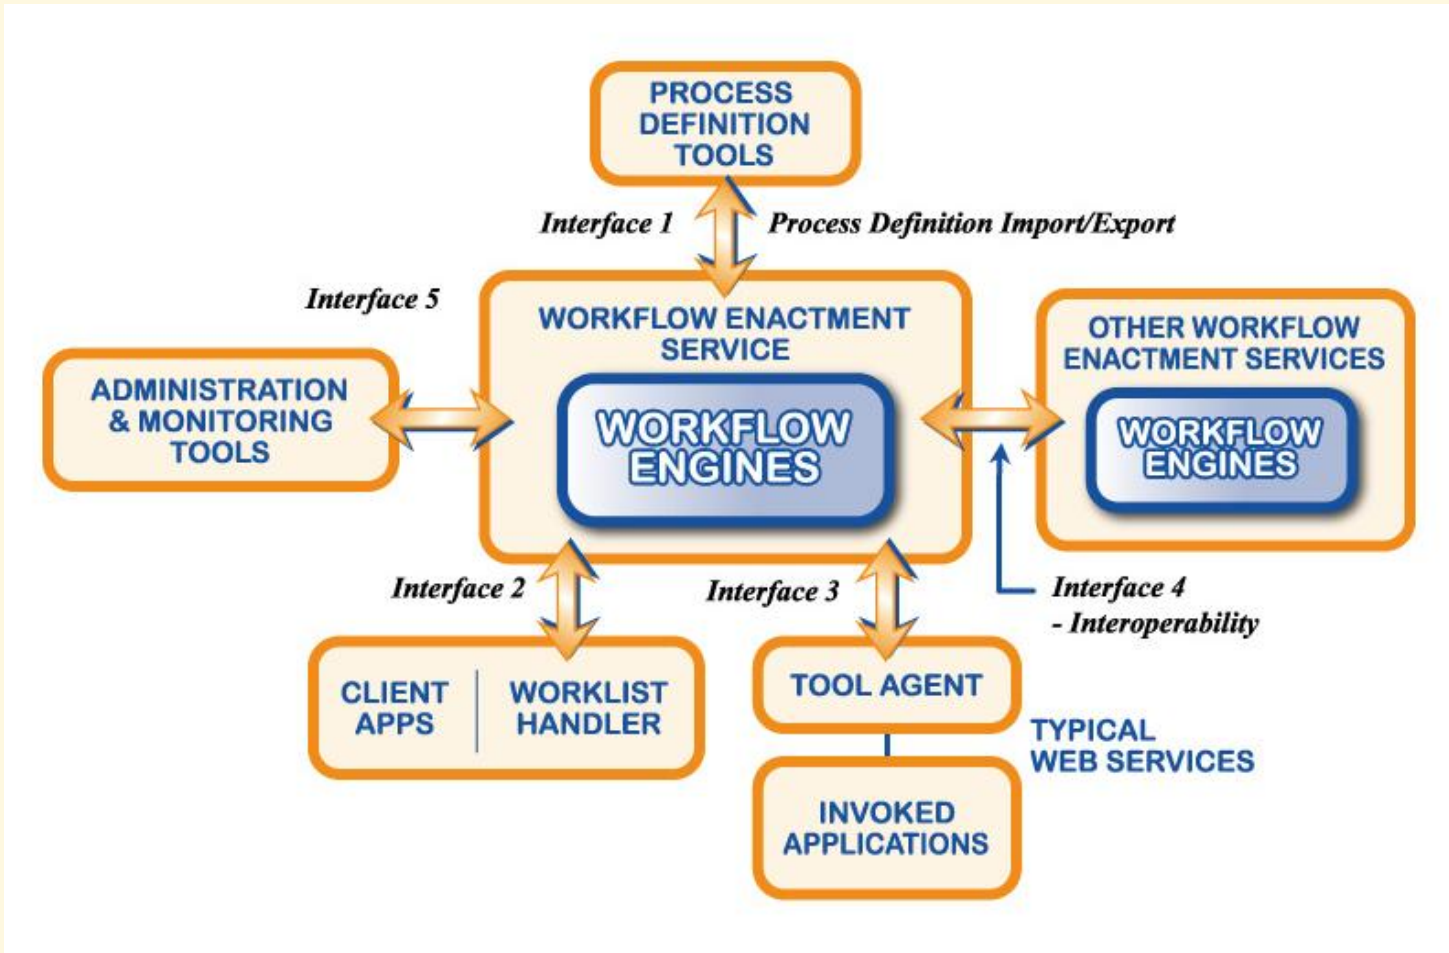 PROCESS
DEFINITION
TOOLS
Interface 1
Process Definition Import/Export
Interface 5
WORKFLOW ENACTMENT
SERVICE
WORKFLOW
ENGINES
OTHER WORKFLOW
ENACTMENT SERVICES
WORKFLOW
ENGINES
ADMINISTRATION
& MONITORING
TOOLS
Interface 2
Interface 3
Interface 4
- Interoperability
CLIENT
APPS
WORKLIST
HANDLER
TOOL AGENT
TYPICAL
WEB SERVICES
INVOKED
APPLICATIONS